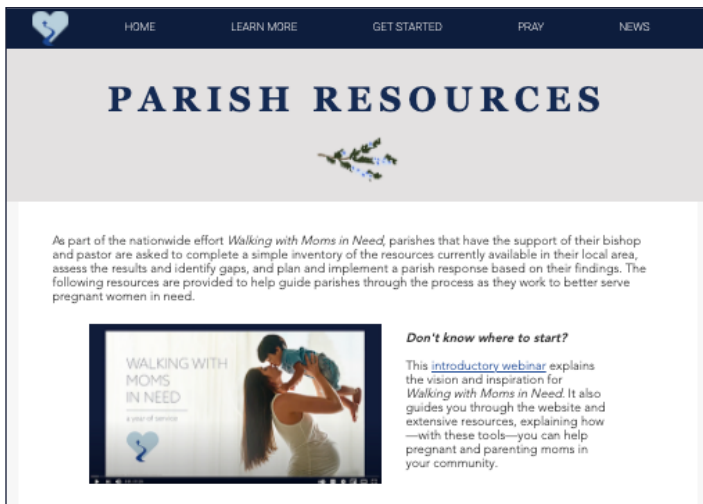 HOME LEARN MORE GET STARTED PRAY NEWS
PARISH RESOURCES
As part of the nationwide effort Walking with Moms in Need, parishes that have the support of their bishop
and pastor are asked to complete a simple inventory of the resources currently available in their local area,
assess the results and identify gaps, and plan and implement a parish response based on their findings. The
following resources are provided to help guide parishes through the process as they work to better serve
pregnant women in need.
WALKING WITH
MOMS
IN NEED
a year of service
Don't know where to start?
This introductory webinar explains
the vision and inspiration for
Walking with Moms in Need. It also
guides you through the website and
extensive resources, explaining how
—with these tools—you can help
pregnant and parenting moms in
your community.